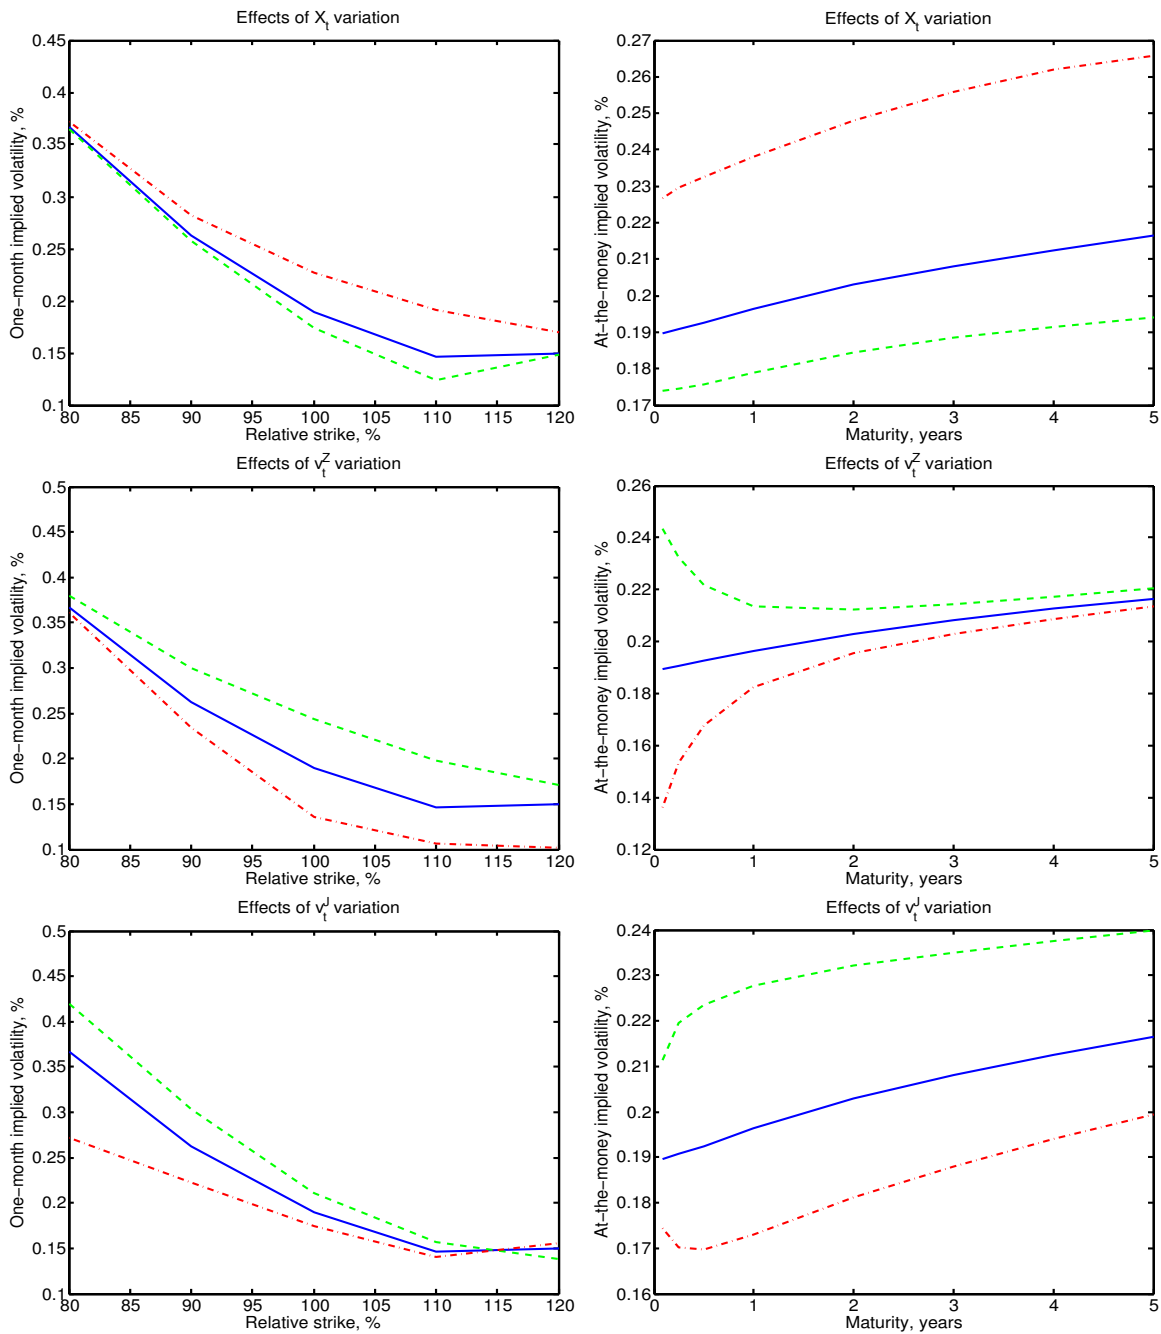 Effects of X_t variation
One−month implied volatility, %
0.45
0.4
0.35
0.3
0.25
0.2
0.15
0.1
80 85 90 95 100 105 110 115 120
Relative strike, %
Effects of X_t variation
At−the−money implied volatility, %
0.27
0.26
0.25
0.24
0.23
0.22
0.21
0.2
0.19
0.18
0.17
0 1 2 3 4 5
Maturity, years
Effects of v_t^Z variation
One−month implied volatility, %
0.5
0.45
0.4
0.35
0.3
0.25
0.2
0.15
0.1
80 85 90 95 100 105 110 115 120
Relative strike, %
Effects of v_t^Z variation
At−the−money implied volatility, %
0.26
0.24
0.22
0.2
0.18
0.16
0.14
0.12
0 1 2 3 4 5
Maturity, years
Effects of v_t^J variation
One−month implied volatility, %
0.5
0.45
0.4
0.35
0.3
0.25
0.2
0.15
0.1
80 85 90 95 100 105 110 115 120
Relative strike, %
Effects of v_t^J variation
At−the−money implied volatility, %
0.24
0.23
0.22
0.21
0.2
0.19
0.18
0.17
0.16
0 1 2 3 4 5
Maturity, years